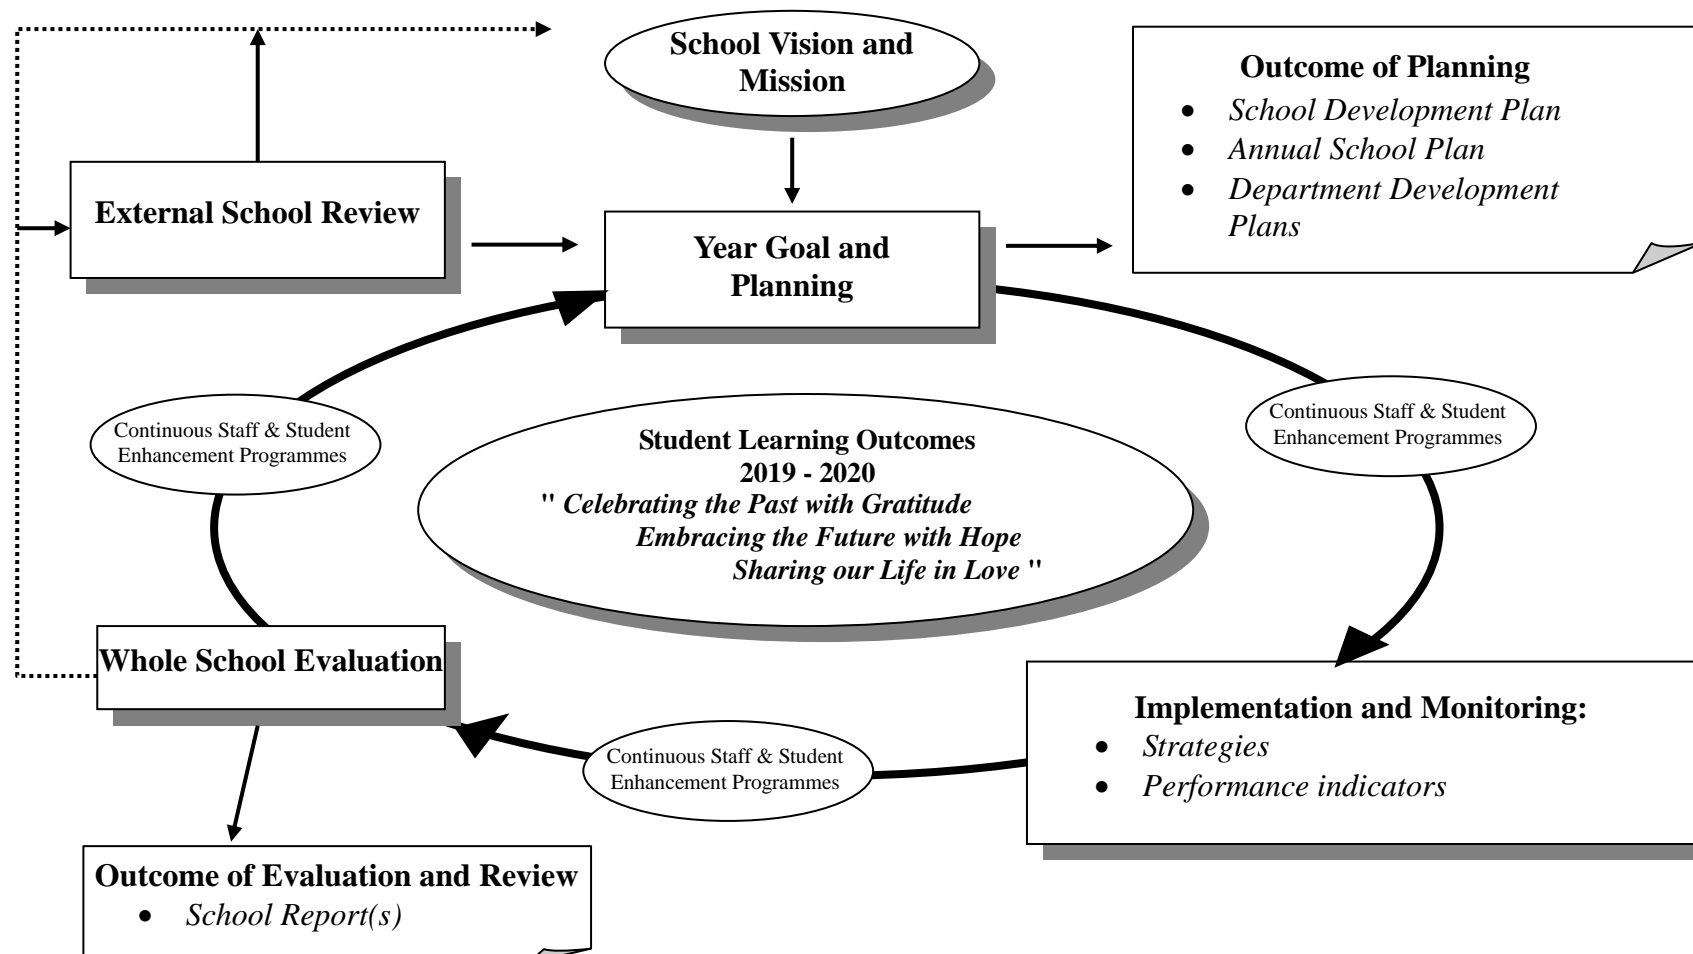 School Vision and
Mission
Outcome of Planning
• School Development Plan
• Annual School Plan
• Department Development
Plans
External School Review
Year Goal and
Planning
Continuous Staff & Student
Enhancement Programmes
Continuous Staff & Student
Enhancement Programmes
Student Learning Outcomes
2019 - 2020
" Celebrating the Past with Gratitude
Embracing the Future with Hope
Sharing our Life in Love "
Whole School Evaluation
Implementation and Monitoring:
• Strategies
• Performance indicators
Continuous Staff & Student
Enhancement Programmes
Outcome of Evaluation and Review
• School Report(s)